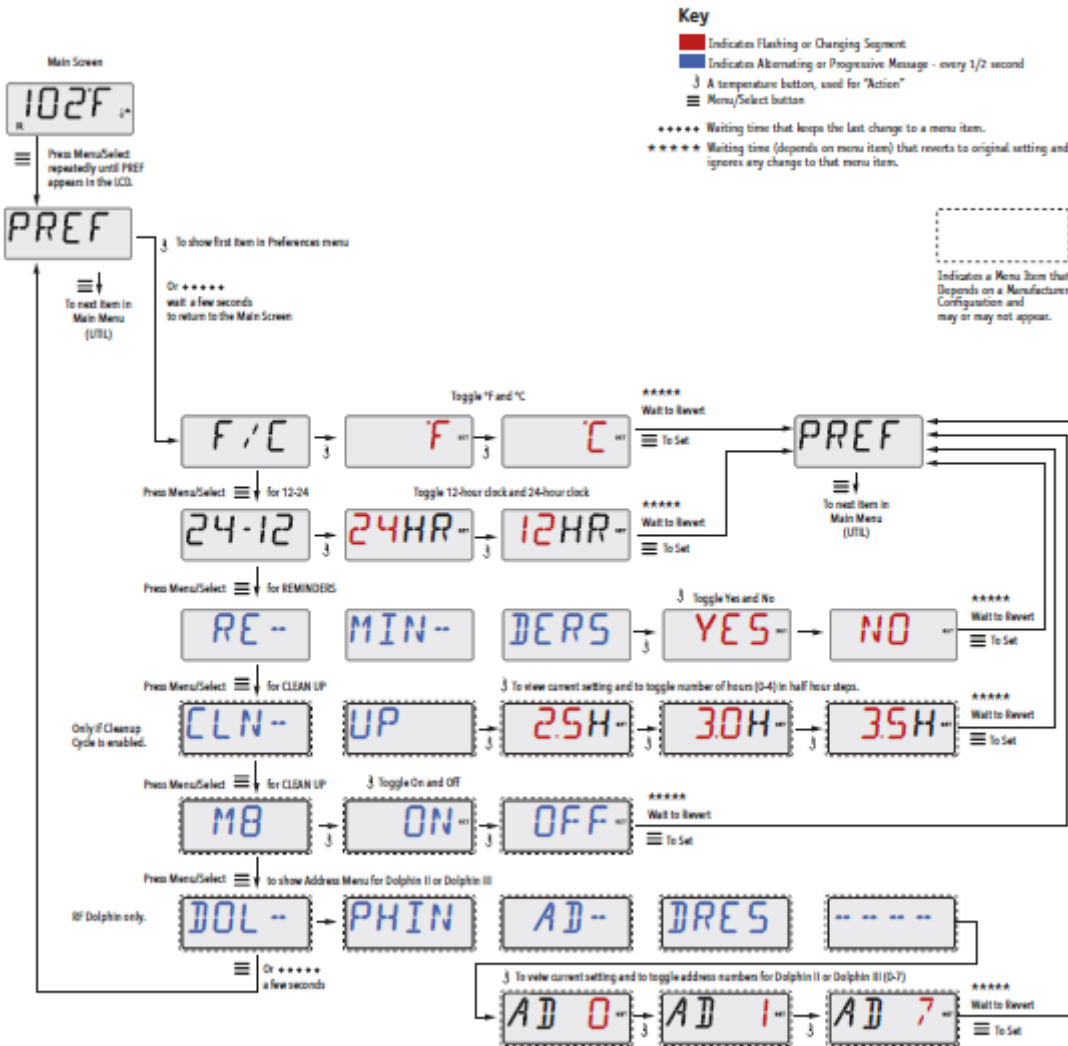 Key
Indicates Flashing or Changing Segment
Indicates Alternating or Progressive Message - every 1/2 second
A temperature button, used for "Action"
Menu/Select button
+++++ Waiting time that keeps the last change to a menu item.
***** Waiting time (depends on menu item) that reverts to original setting and
ignores any change to that menu item.
Main Screen
102°F
R
Press Menu/Select
repeatedly until PREF
appears in the LCD.
PREF
To show first item in Preferences menu
To next item in
Main Menu
(UTIL)
Or +++++
wait a few seconds
to return to the Main Screen
Indicates a Menu Item that
Depends on a Manufacturer
Configuration and
may or may not appear.
Toggle °F and °C
*****
Wait to Revert
F/C
°F SET
°C SET
To Set
PREF
Press Menu/Select for 12-24
Toggle 12-hour clock and 24-hour clock
*****
Wait to Revert
24-12
24HR
12HR
To Set
To next item in
Main Menu
(UTIL)
Press Menu/Select for REMINDERS
Toggle Yes and No
*****
Wait to Revert
RE-
MIN-
DERS
YES
NO
To Set
Press Menu/Select for CLEAN UP
To view current setting and to toggle number of hours (0-4) in half hour steps.
*****
Wait to Revert
Only if Cleanup
Cycle is enabled.
CLN-
UP
2.5H
3.0H
3.5H
To Set
Press Menu/Select for CLEAN UP
Toggle On and Off
*****
Wait to Revert
M8
ON
OFF
To Set
Press Menu/Select to show Address Menu for Dolphin II or Dolphin III
RF Dolphin only.
DOL-
PHIN
AD-
DRES
----
Or +++++
a few seconds
To veiw current setting and to toggle address numbers for Dolphin II or Dolphin III (0-7)
*****
Wait to Revert
AD 0
AD 1
AD 7
To Set